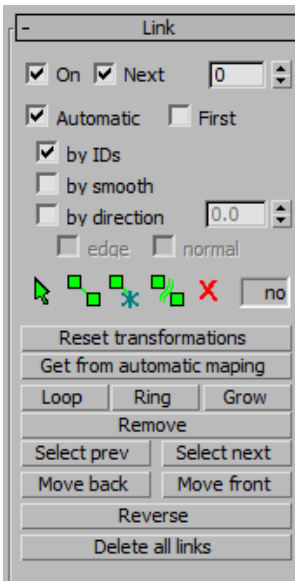 - Link
On Next 0
Automatic First
by IDs
by smooth
by direction 0.0
edge normal
no
Reset transformations
Get from automatic maping
Loop Ring Grow
Remove
Select prev Select next
Move back Move front
Reverse
Delete all links